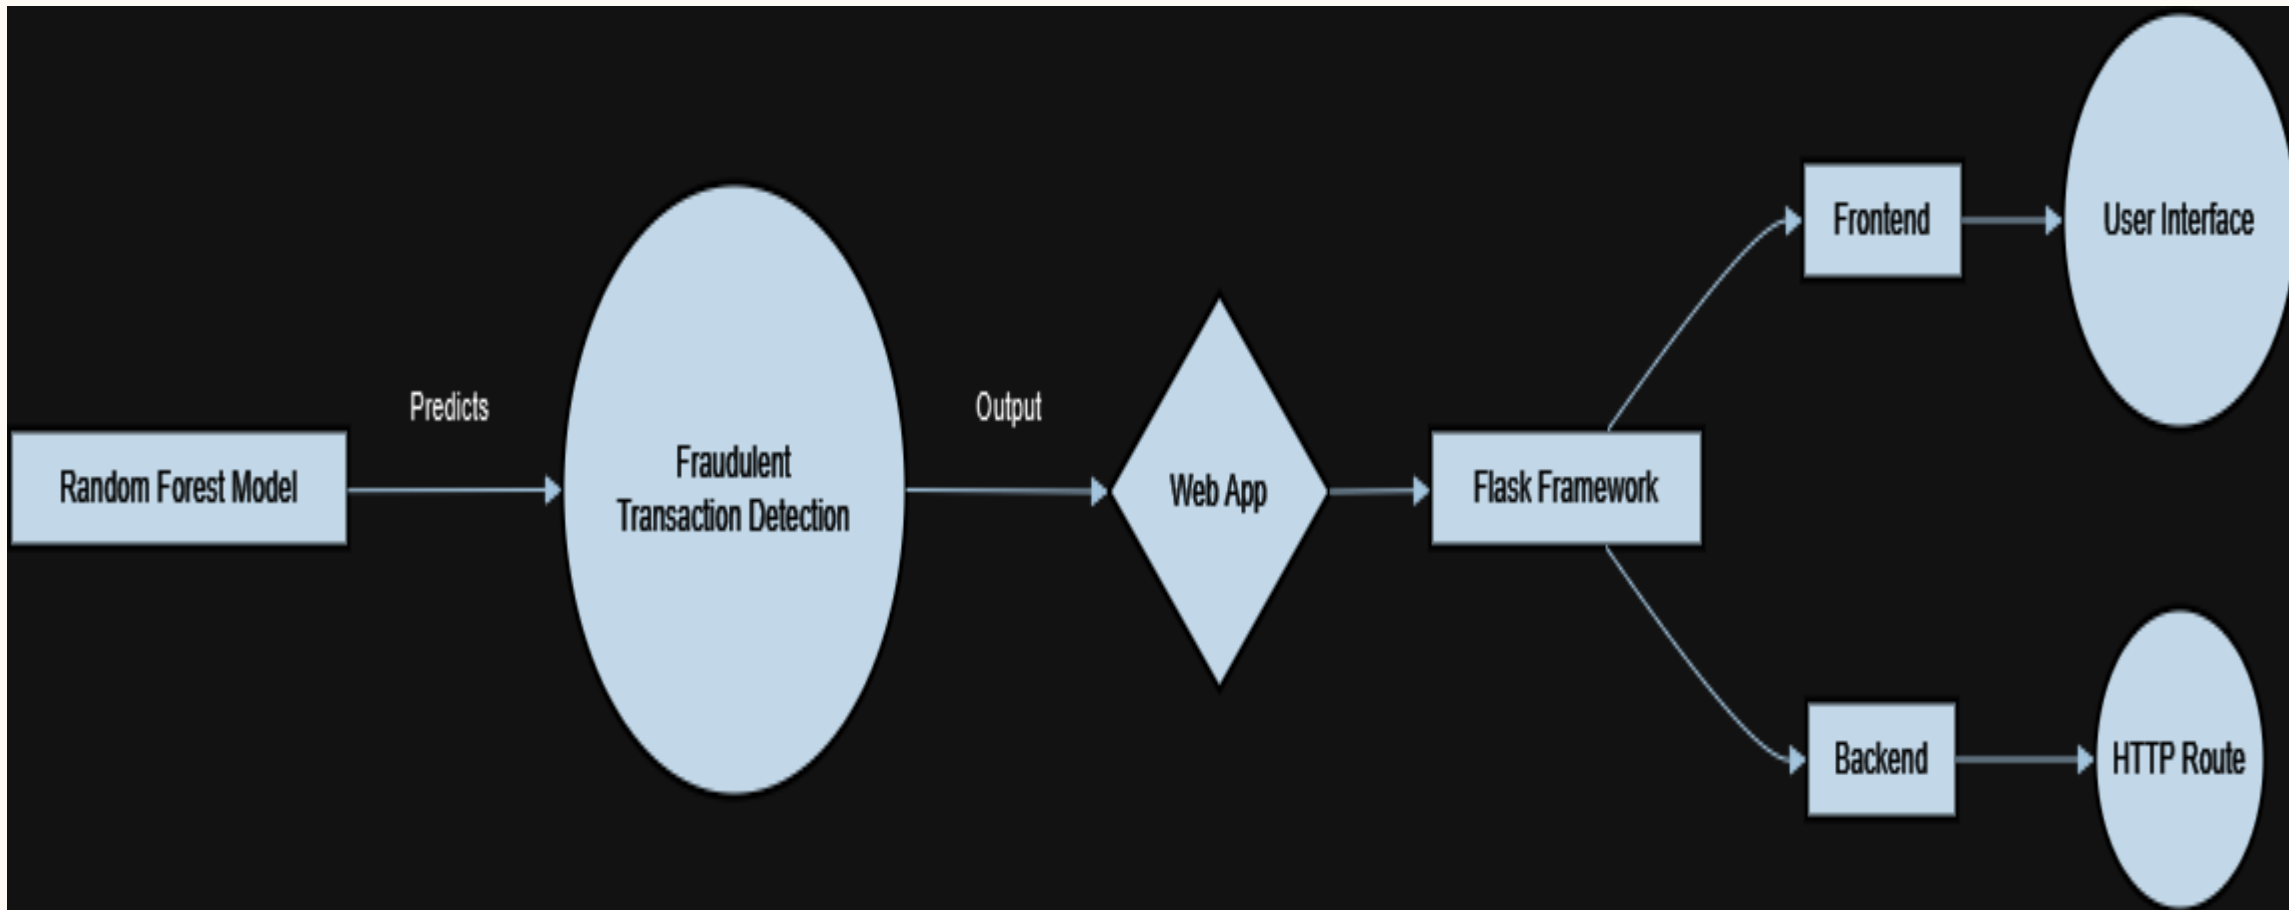 Random Forest Model
Predicts
Fraudulent
Transaction Detection
Output
Web App
Flask Framework
Frontend
User Interface
Backend
HTTP Route